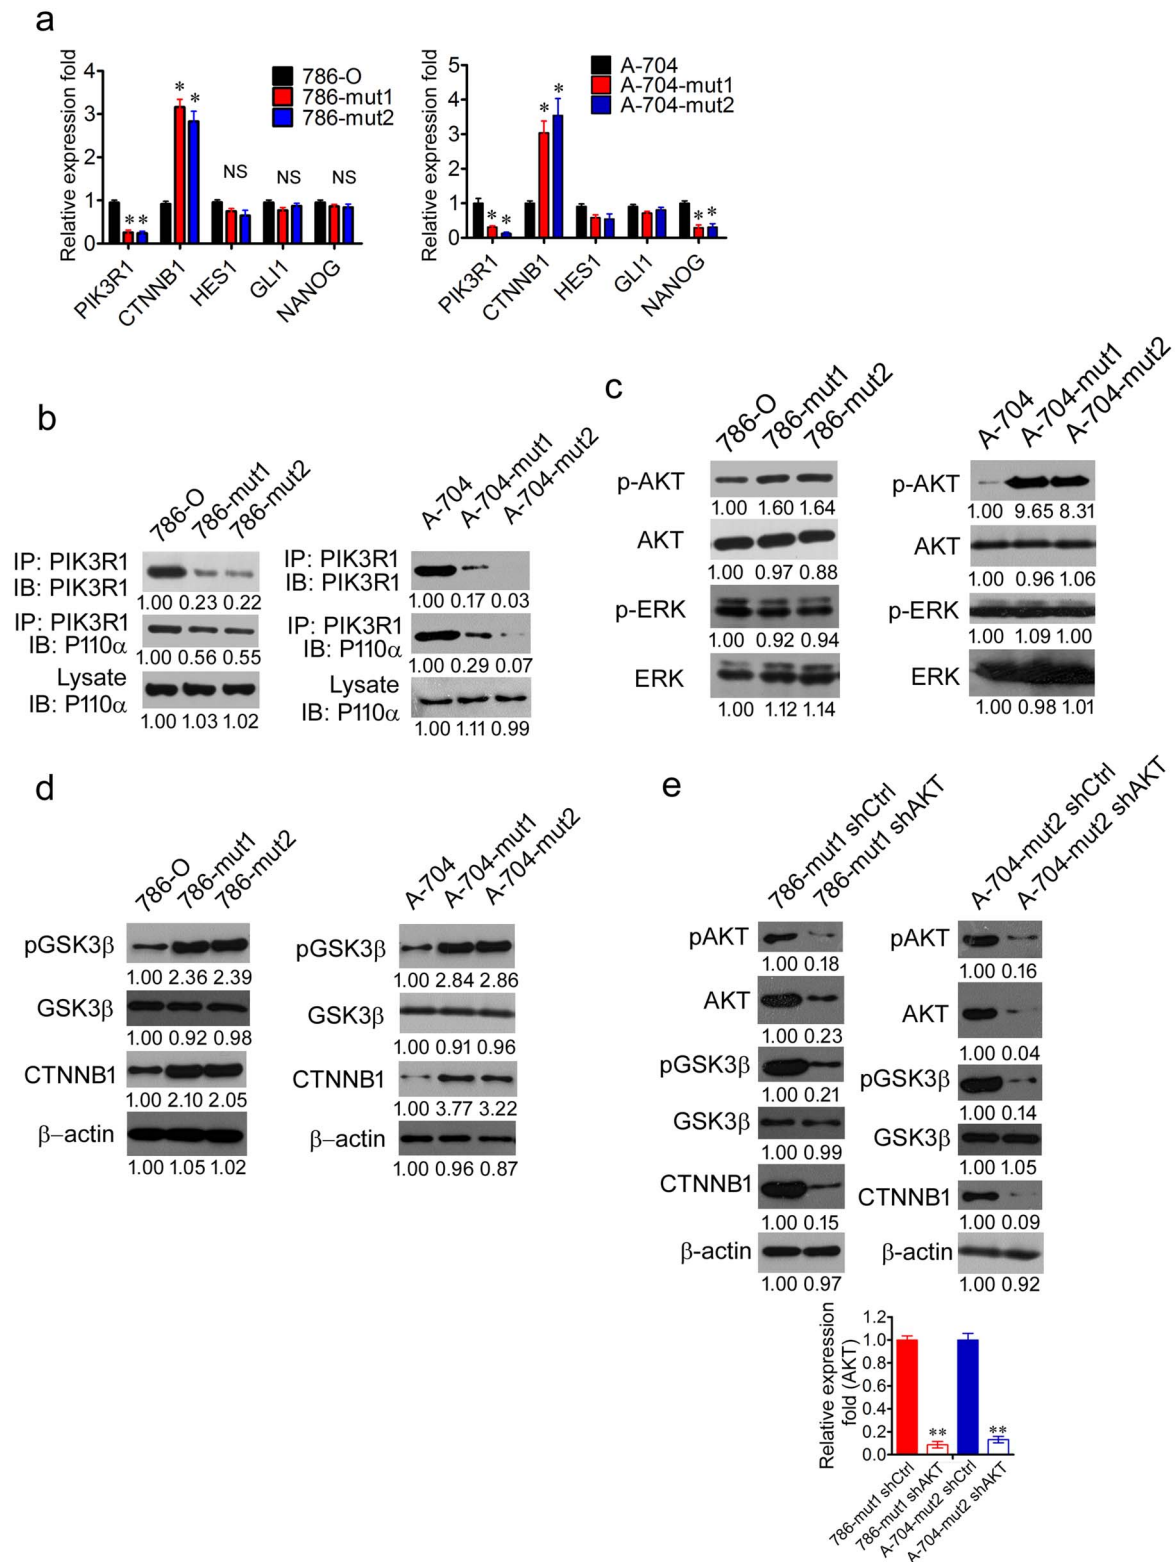 a
Relative expression fold
4
3
2
1
0
786-O
786-mut1
786-mut2
*
*
* *
NS
NS
NS
PIK3R1
CTNNB1
HES1
GLI1
NANOG
Relative expression fold
5
4
3
2
1
0
A-704
A-704-mut1
A-704-mut2
*
*
* *
* *
PIK3R1
CTNNB1
HES1
GLI1
NANOG
b
786-O
786-mut1
786-mut2
IP: PIK3R1
IB: PIK3R1
1.00 0.23 0.22
IP: PIK3R1
IB: P110α
1.00 0.56 0.55
Lysate
IB: P110α
1.00 1.03 1.02
A-704
A-704-mut1
A-704-mut2
IP: PIK3R1
IB: PIK3R1
1.00 0.17 0.03
IP: PIK3R1
IB: P110α
1.00 0.29 0.07
Lysate
IB: P110α
1.00 1.11 0.99
c
786-O
786-mut1
786-mut2
p-AKT
1.00 1.60 1.64
AKT
1.00 0.97 0.88
p-ERK
1.00 0.92 0.94
ERK
1.00 1.12 1.14
A-704
A-704-mut1
A-704-mut2
p-AKT
1.00 9.65 8.31
AKT
1.00 0.96 1.06
p-ERK
1.00 1.09 1.00
ERK
1.00 0.98 1.01
d
786-O
786-mut1
786-mut2
pGSK3β
1.00 2.36 2.39
GSK3β
1.00 0.92 0.98
CTNNB1
1.00 2.10 2.05
β−actin
1.00 1.05 1.02
A-704
A-704-mut1
A-704-mut2
pGSK3β
1.00 2.84 2.86
GSK3β
1.00 0.91 0.96
CTNNB1
1.00 3.77 3.22
β−actin
1.00 0.96 0.87
e
786-mut1 shCtrl
786-mut1 shAKT
pAKT
1.00 0.18
AKT
1.00 0.23
pGSK3β
1.00 0.21
GSK3β
1.00 0.99
CTNNB1
1.00 0.15
β-actin
1.00 0.97
A-704-mut2 shCtrl
A-704-mut2 shAKT
pAKT
1.00 0.16
AKT
1.00 0.04
pGSK3β
1.00 0.14
GSK3β
1.00 1.05
CTNNB1
1.00 0.09
β-actin
1.00 0.92
Relative expression
fold (AKT)
1.2
1.0
0.8
0.6
0.4
0.2
0.0
**
**
786-mut1 shCtrl
786-mut1 shAKT
A-704-mut2 shCtrl
A-704-mut2 shAKT